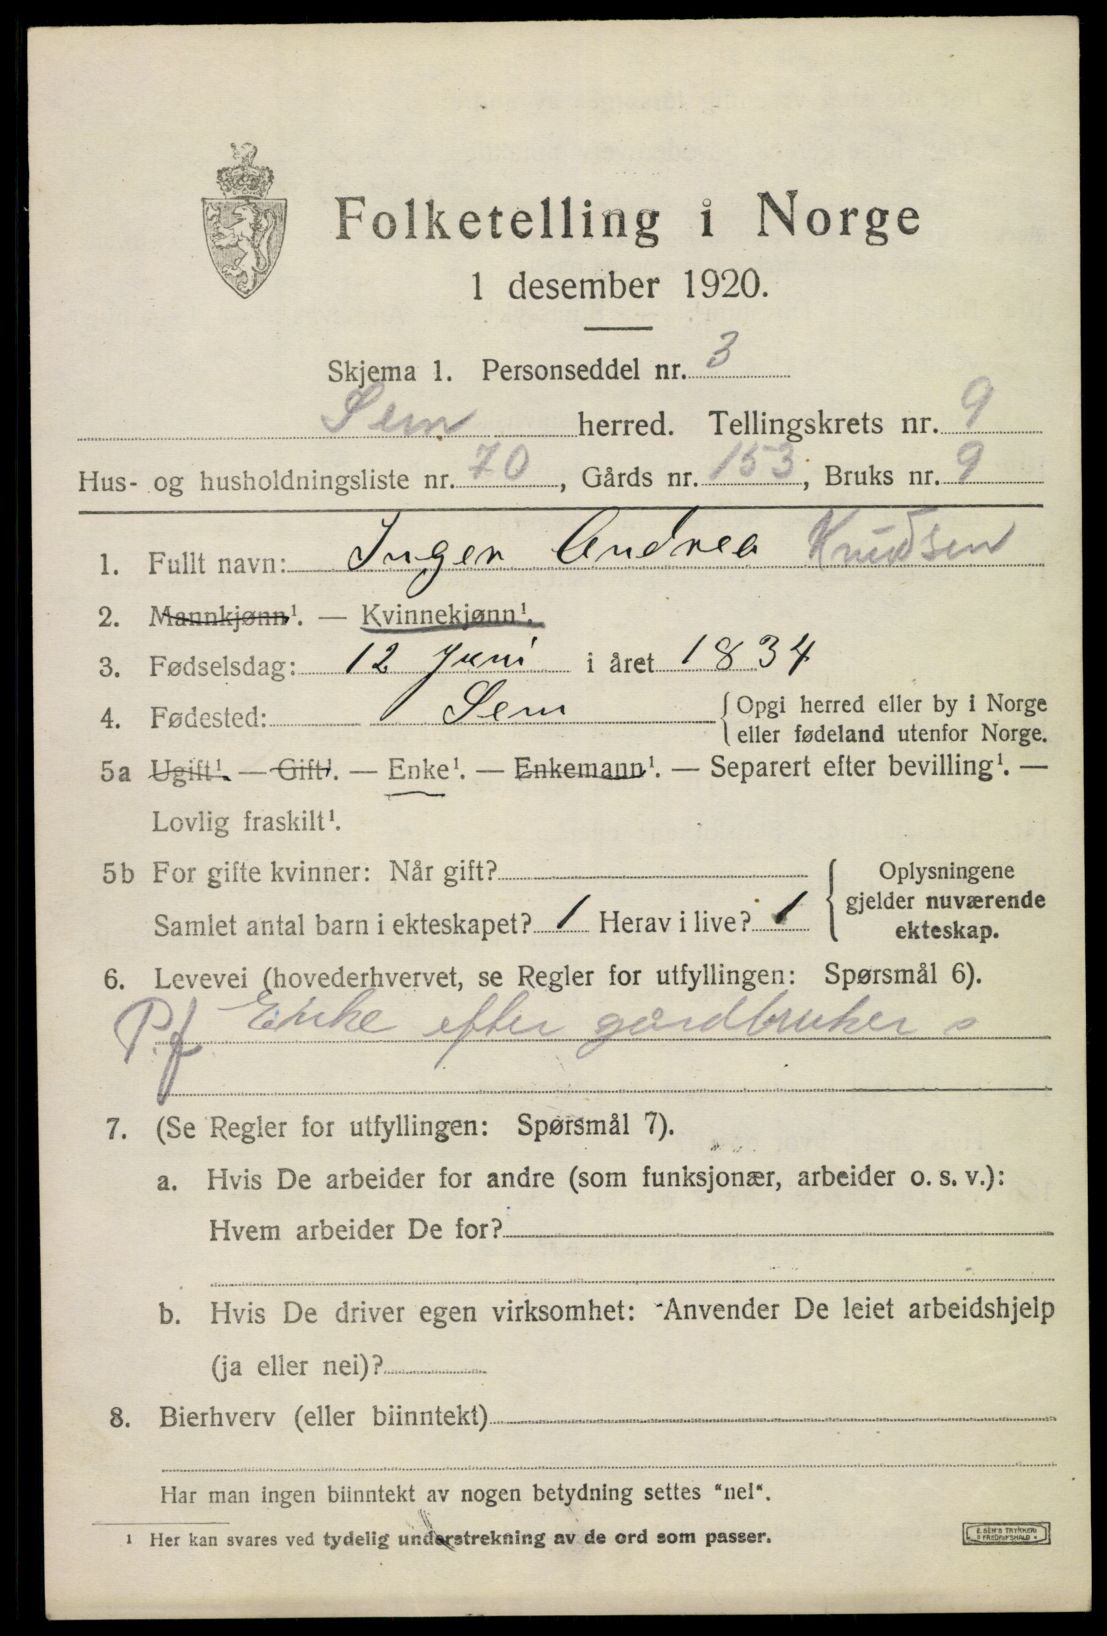 Folketelling i Norge
1 desember 1920.
Skjema 1. Personseddel nr. 3
Sem herred. Tellingskrets nr. 9
Hus- og husholdningsliste nr. 70, Gårds nr. 153, Bruks nr. 9
1. Fullt navn: Inger Andrea Knudsen
2. Mannkjønn¹. — Kvinnekjønn¹.
3. Fødselsdag: 12 Juni i året 1834
4. Fødested: Sem {Opgi herred eller by i Norge
eller fødeland utenfor Norge.
5a Ugift¹. — Gift¹. — Enke¹. — Enkemann¹. — Separert efter bevilling¹. —
Lovlig fraskilt¹.
5b For gifte kvinner: Når gift?
Samlet antal barn i ekteskapet? 1 Herav i live? 1
{Oplysningene
gjelder nuværende
ekteskap.
6. Levevei (hovederhvervet, se Regler for utfyllingen: Spørsmål 6).
P.f Enke efter gårdbruker s
7. (Se Regler for utfyllingen: Spørsmål 7).
a. Hvis De arbeider for andre (som funksjonær, arbeider o. s. v.):
Hvem arbeider De for?
b. Hvis De driver egen virksomhet: Anvender De leiet arbeidshjelp
(ja eller nei)?
8. Bierhverv (eller biinntekt)
Har man ingen biinntekt av nogen betydning settes "nei".
¹ Her kan svares ved tydelig understrekning av de ord som passer.
E. SEM'S TRYKKERI
FREDRIKSHALD